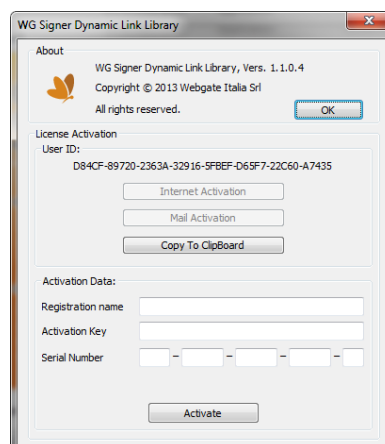 WG Signer Dynamic Link Library
About
WG Signer Dynamic Link Library, Vers. 1.1.0.4
Copyright © 2013 Webgate Italia Srl
All rights reserved.
OK
License Activation
User ID:
D84CF-89720-2363A-32916-5FBEF-D65F7-22C60-A7435
Internet Activation
Mail Activation
Copy To ClipBoard
Activation Data:
Registration name
Activation Key
Serial Number
– – – –
Activate